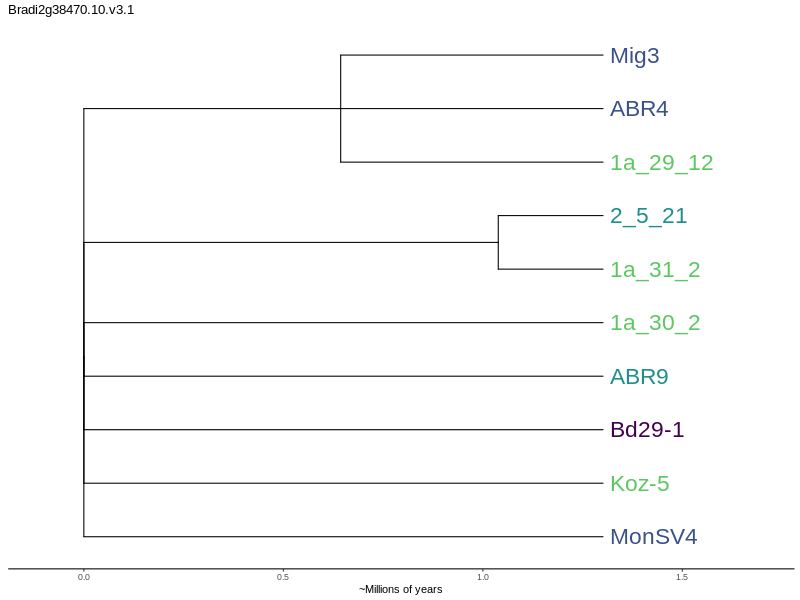 Bradi2g38470.10.v3.1
Mig3
ABR4
1a_29_12
2_5_21
1a_31_2
1a_30_2
ABR9
Bd29-1
Koz-5
MonSV4
0.0 0.5 1.0 1.5
~Millions of years